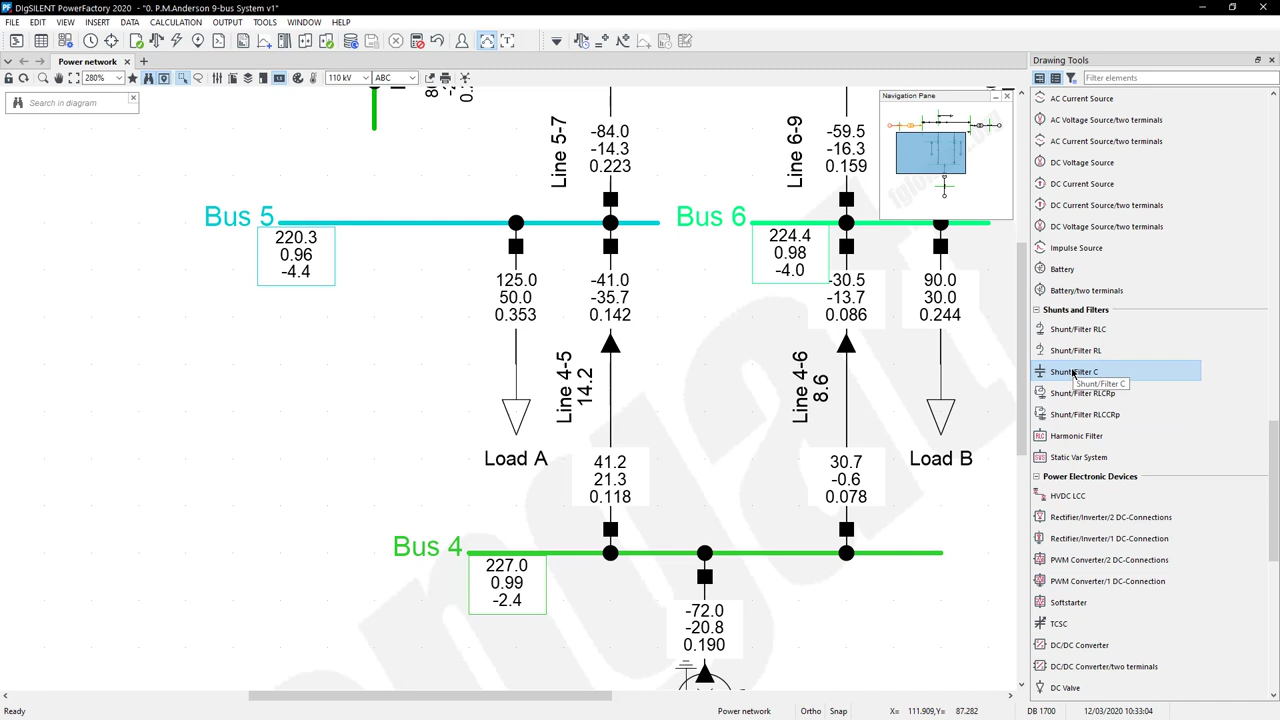 DIgSILENT PowerFactory 2020 - "0. P.M.Anderson 9-bus System v1"
FILE EDIT VIEW INSERT DATA CALCULATION OUTPUT TOOLS WINDOW HELP
Power network
280% 110 kV ABC
Search in diagram
Navigation Pane
Line 5-7
-84.0
-14.3
0.223
Line 6-9
-59.5
-16.3
0.159
Bus 5
220.3
0.96
-4.4
Bus 6
224.4
0.98
-4.0
125.0
50.0
0.353
-41.0
-35.7
0.142
-30.5
-13.7
0.086
90.0
30.0
0.244
Line 4-5
14.2
Line 4-6
8.6
Load A
41.2
21.3
0.118
30.7
-0.6
0.078
Load B
Bus 4
227.0
0.99
-2.4
-72.0
-20.8
0.190
Drawing Tools
Filter elements
AC Current Source
AC Voltage Source/two terminals
AC Current Source/two terminals
DC Voltage Source
DC Current Source
DC Current Source/two terminals
DC Voltage Source/two terminals
Impulse Source
Battery
Battery/two terminals
Shunts and Filters
Shunt/Filter RLC
Shunt/Filter RL
Shunt/Filter C
Shunt/Filter C
Shunt/Filter RLCRp
Shunt/Filter RLCCRp
Harmonic Filter
Static Var System
Power Electronic Devices
HVDC LCC
Rectifier/Inverter/2 DC-Connections
Rectifier/Inverter/1 DC-Connection
PWM Converter/2 DC-Connections
PWM Converter/1 DC-Connection
Softstarter
TCSC
DC/DC Converter
DC/DC Converter/two terminals
DC Valve
Ready
Power network Ortho Snap X= 111.909,Y= 87.282 DB 1700 12/03/2020 10:33:04